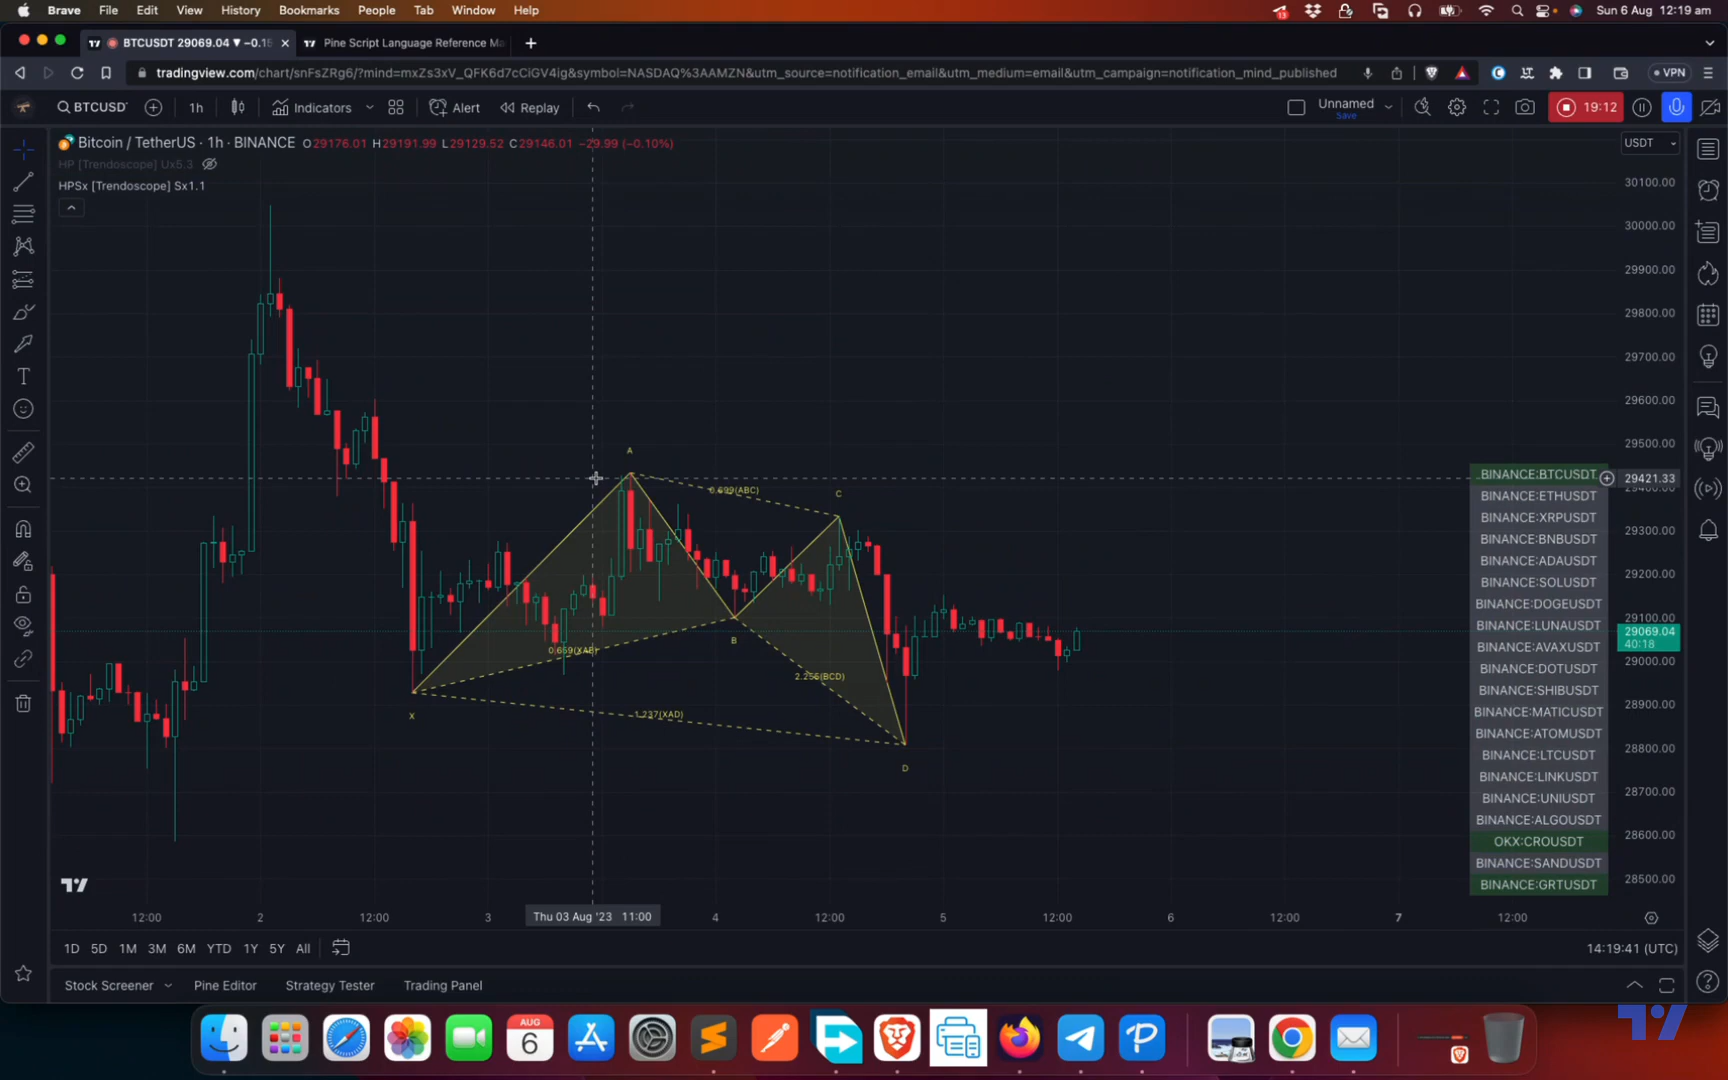 Brave File Edit View History Bookmarks People Tab Window Help
13
Sun 6 Aug 12:19 am
BTCUSDT 29069.04 ▼ −0.15
Pine Script Language Reference Ma
tradingview.com/chart/snFsZRg6/?mind=mxZs3xV_QFK6d7cCiGV4ig&symbol=NASDAQ%3AAMZN&utm_source=notification_email&utm_medium=email&utm_campaign=notification_mind_published
VPN
BTCUSDT
1h
Indicators
Alert
Replay
Unnamed
Save
19:12
Bitcoin / TetherUS · 1h · BINANCE O29176.01 H29191.99 L29129.52 C29146.01 −29.99 (−0.10%)
HP [Trendoscope] Ux5.3
HPSx [Trendoscope] Sx1.1
USDT
30100.00
30000.00
29900.00
29800.00
29700.00
29600.00
29500.00
29400.00
29421.33
29300.00
29200.00
29100.00
29069.04
40:18
29000.00
28900.00
28800.00
28700.00
28600.00
28500.00
A
0.699(ABC)
C
0.659(XAB)
B
2.255(BCD)
X
1.237(XAD)
D
BINANCE:BTCUSDT
BINANCE:ETHUSDT
BINANCE:XRPUSDT
BINANCE:BNBUSDT
BINANCE:ADAUSDT
BINANCE:SOLUSDT
BINANCE:DOGEUSDT
BINANCE:LUNAUSDT
BINANCE:AVAXUSDT
BINANCE:DOTUSDT
BINANCE:SHIBUSDT
BINANCE:MATICUSDT
BINANCE:ATOMUSDT
BINANCE:LTCUSDT
BINANCE:LINKUSDT
BINANCE:UNIUSDT
BINANCE:ALGOUSDT
OKX:CROUSDT
BINANCE:SANDUSDT
BINANCE:GRTUSDT
12:00 2 12:00 3 Thu 03 Aug '23 11:00 4 12:00 5 12:00 6 12:00 7 12:00
1D 5D 1M 3M 6M YTD 1Y 5Y All
14:19:41 (UTC)
Stock Screener Pine Editor Strategy Tester Trading Panel
AUG
6